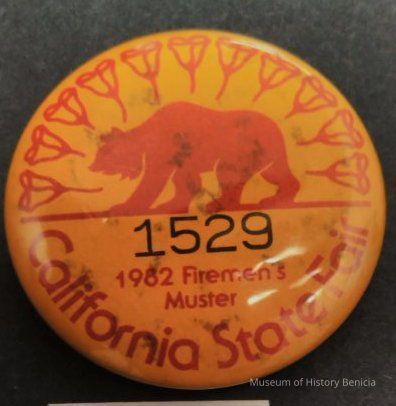 1529
1982 Firemen's
Muster
California State Fair
Museum of History Benicia